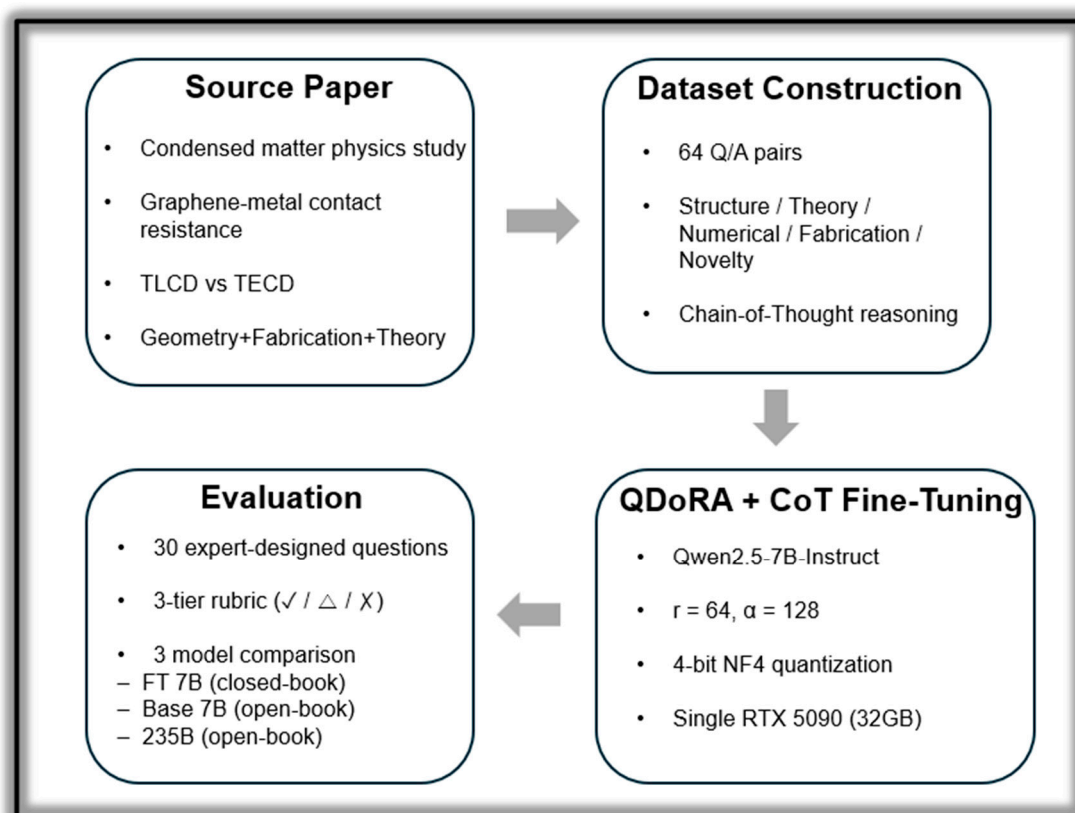 Source Paper
• Condensed matter physics study
• Graphene-metal contact
resistance
• TLCD vs TECD
• Geometry+Fabrication+Theory
Dataset Construction
• 64 Q/A pairs
• Structure / Theory /
Numerical / Fabrication /
Novelty
• Chain-of-Thought reasoning
QDoRA + CoT Fine-Tuning
• Qwen2.5-7B-Instruct
• r = 64, α = 128
• 4-bit NF4 quantization
• Single RTX 5090 (32GB)
Evaluation
• 30 expert-designed questions
• 3-tier rubric (✓ / △ / X)
• 3 model comparison
– FT 7B (closed-book)
– Base 7B (open-book)
– 235B (open-book)